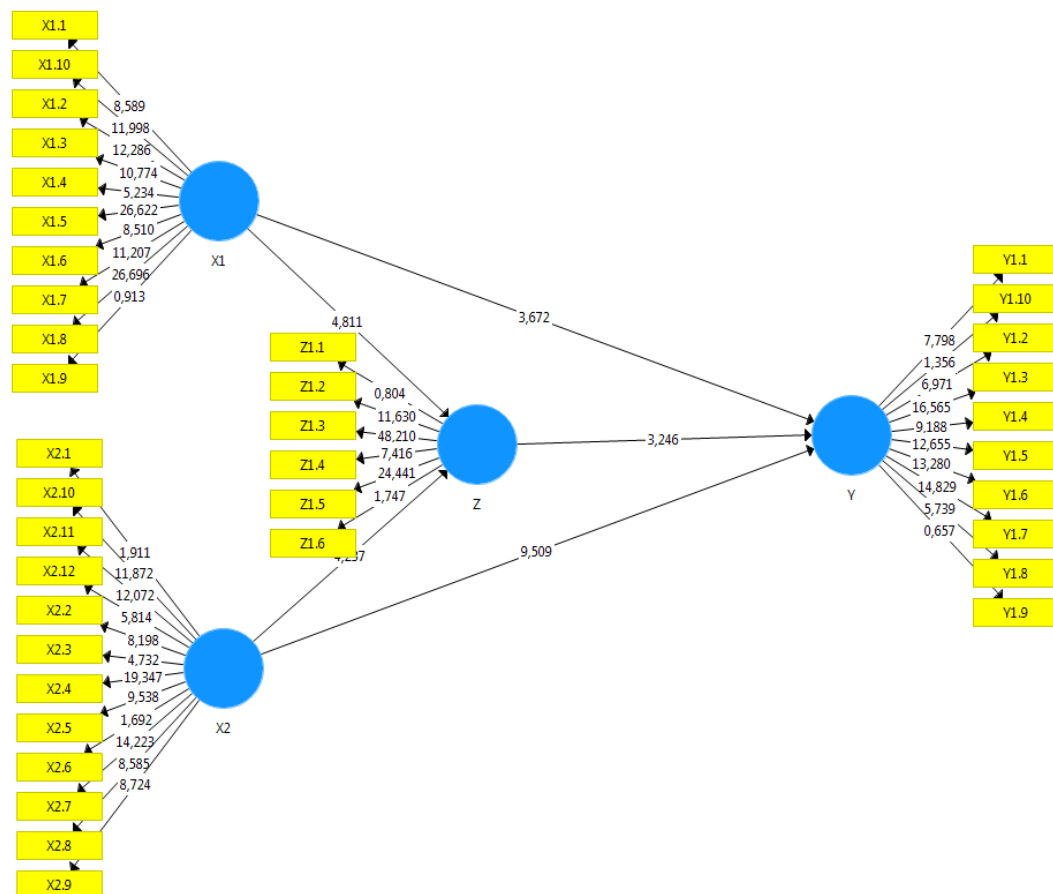 X1.1
X1.10
X1.2
X1.3
X1.4
X1.5
X1.6
X1.7
X1.8
X1.9
8,589
11,998
12,286
10,774
5,234
26,622
8,510
11,207
26,696
0,913
X1
4,811
3,672
Z1.1
Z1.2
Z1.3
Z1.4
Z1.5
Z1.6
0,804
11,630
48,210
7,416
24,441
1,747
Z
3,246
4,237
9,509
X2.1
X2.10
X2.11
X2.12
X2.2
X2.3
X2.4
X2.5
X2.6
X2.7
X2.8
X2.9
1,911
11,872
12,072
5,814
8,198
4,732
19,347
9,538
1,692
14,223
8,585
8,724
X2
Y
7,798
1,356
6,971
16,565
9,188
12,655
13,280
14,829
5,739
0,657
Y1.1
Y1.10
Y1.2
Y1.3
Y1.4
Y1.5
Y1.6
Y1.7
Y1.8
Y1.9